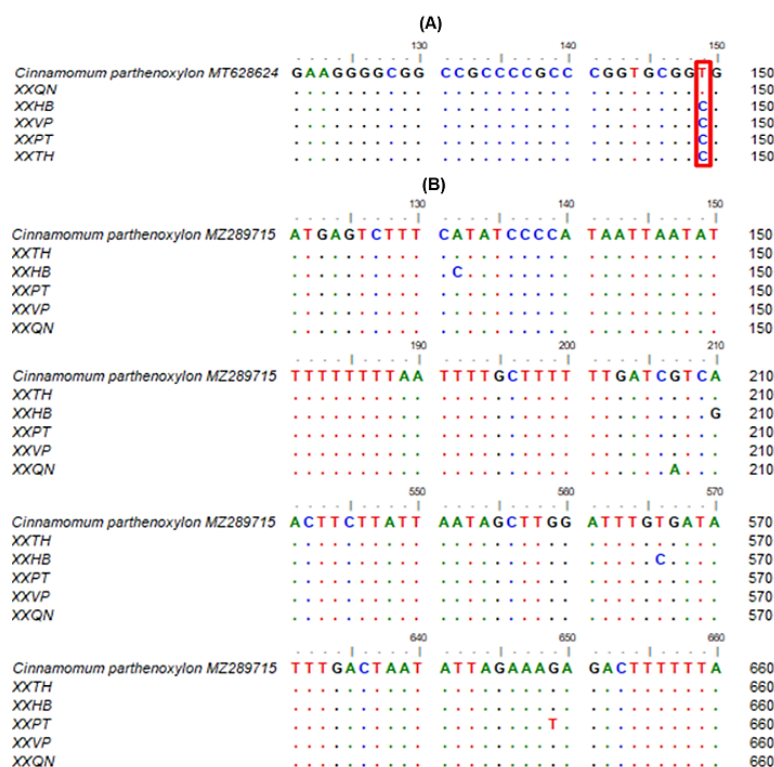 (A)
130 140 150
Cinnamomum parthenoxylon MT628624 GAAGGGGCGG CCGCCCCGCC CGGTGCGGTG 150
XXQN .......... .......... .......... 150
XXHB .......... .......... ........C. 150
XXVP .......... .......... ........C. 150
XXPT .......... .......... ........C. 150
XXTH .......... .......... ........C. 150
(B)
130 140 150
Cinnamomum parthenoxylon MZ289715 ATGAGTCTTT CATATCCCCA TAATTAATAT 150
XXTH .......... .......... .......... 150
XXHB .......... .C........ .......... 150
XXPT .......... .......... .......... 150
XXVP .......... .......... .......... 150
XXQN .......... .......... .......... 150
190 200 210
Cinnamomum parthenoxylon MZ289715 TTTTTTTTAA TTTTGCTTTT TTGATCGTCA 210
XXTH .......... .......... .......... 210
XXHB .......... .......... .........G 210
XXPT .......... .......... .......... 210
XXVP .......... .......... .......... 210
XXQN .......... .......... ......A... 210
550 560 570
Cinnamomum parthenoxylon MZ289715 ACTTCTTATT AATAGCTTGG ATTTGTGATA 570
XXTH .......... .......... .......... 570
XXHB .......... .......... .....C.... 570
XXPT .......... .......... .......... 570
XXVP .......... .......... .......... 570
XXQN .......... .......... .......... 570
640 650 660
Cinnamomum parthenoxylon MZ289715 TTTGACTAAT ATTAGAAAGA GACTTTTTTA 660
XXTH .......... .......... .......... 660
XXHB .......... .......... .......... 660
XXPT .......... ........T. .......... 660
XXVP .......... .......... .......... 660
XXQN .......... .......... .......... 660